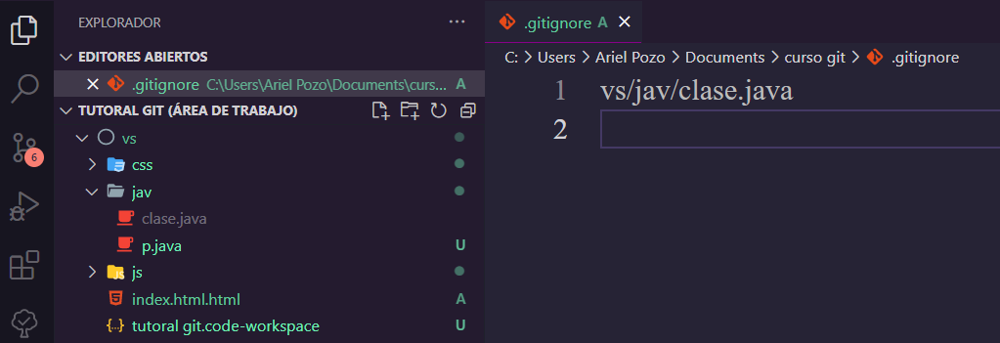 EXPLORADOR
EDITORES ABIERTOS
.gitignore C:\Users\Ariel Pozo\Documents\curs... A
TUTORAL GIT (ÁREA DE TRABAJO)
vs
css
jav
clase.java
p.java U
js
index.html.html A
tutoral git.code-workspace U
6
.gitignore A
C: > Users > Ariel Pozo > Documents > curso git > .gitignore
1 vs/jav/clase.java
2